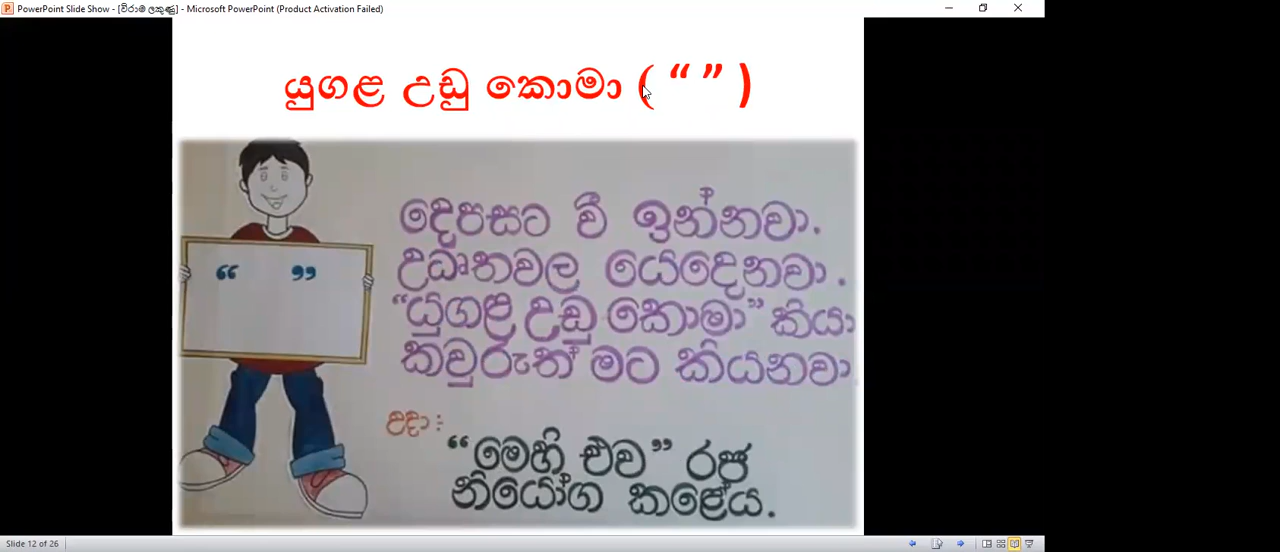 PowerPoint Slide Show - [විරාම ලකුණු] - Microsoft PowerPoint (Product Activation Failed)
යුගළ උඩු කොමා ( “ ” )
“ ”
දෙපසට වී ඉන්නවා.
උධෘතවල යෙදෙනවා .
“යුගළ උඩු කොමා” කියා
කවුරුත් මට කියනවා.
උදා :
“මෙහි එව” රජ
නියෝග කළේය.
Slide 12 of 26